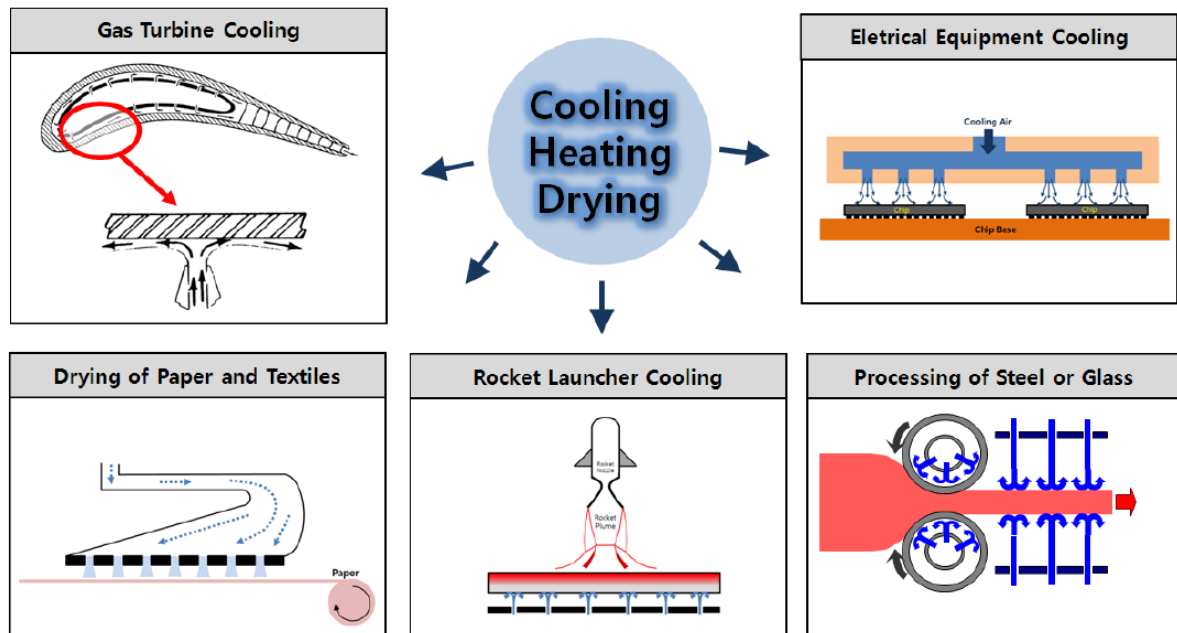 Gas Turbine Cooling
Cooling
Heating
Drying
Eletrical Equipment Cooling
Cooling Air
Chip
Chip
Chip Base
Drying of Paper and Textiles
Paper
Rocket Launcher Cooling
Rocket
Nozzle
Rocket
Plume
Processing of Steel or Glass